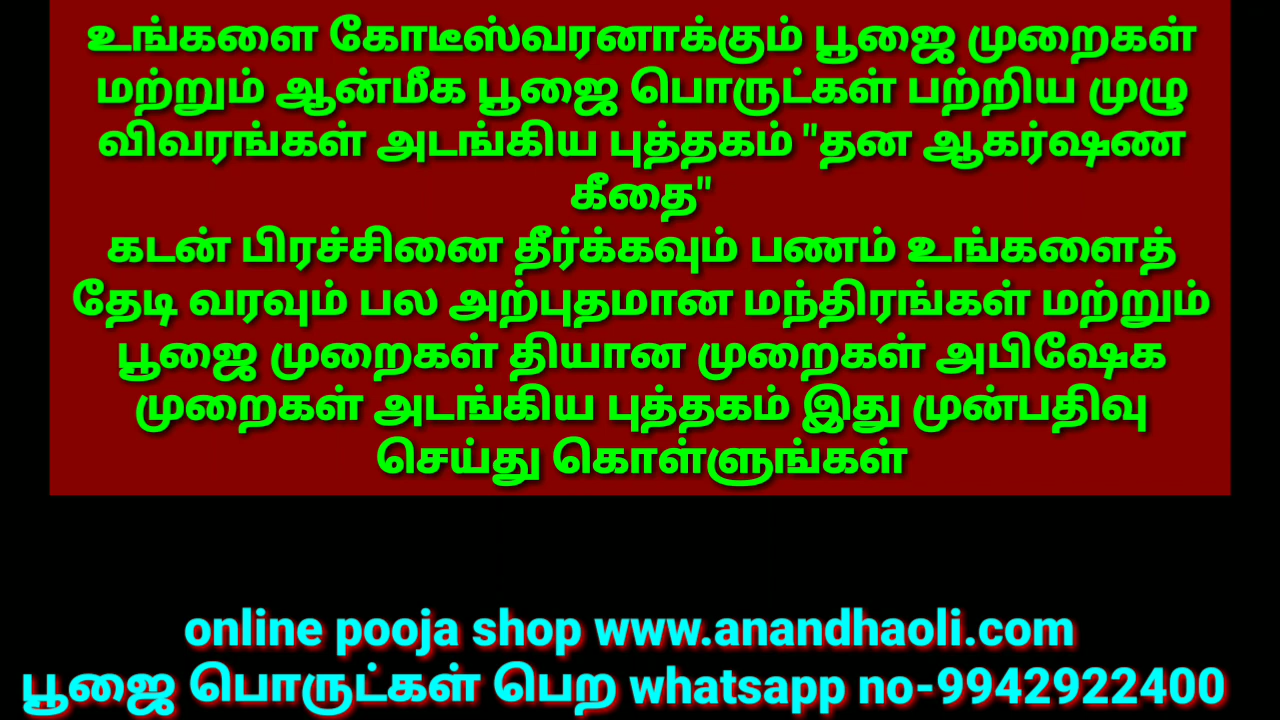 உங்களை கோடீஸ்வரனாக்கும் பூஜை முறைகள்
மற்றும் ஆன்மீக பூஜை பொருட்கள் பற்றிய முழு
விவரங்கள் அடங்கிய புத்தகம் "தன ஆகர்ஷண
கீதை"
கடன் பிரச்சினை தீர்க்கவும் பணம் உங்களைத்
தேடி வரவும் பல அற்புதமான மந்திரங்கள் மற்றும்
பூஜை முறைகள் தியான முறைகள் அபிஷேக
முறைகள் அடங்கிய புத்தகம் இது முன்பதிவு
செய்து கொள்ளுங்கள்
online pooja shop www.anandhaoli.com
பூஜை பொருட்கள் பெற whatsapp no-9942922400